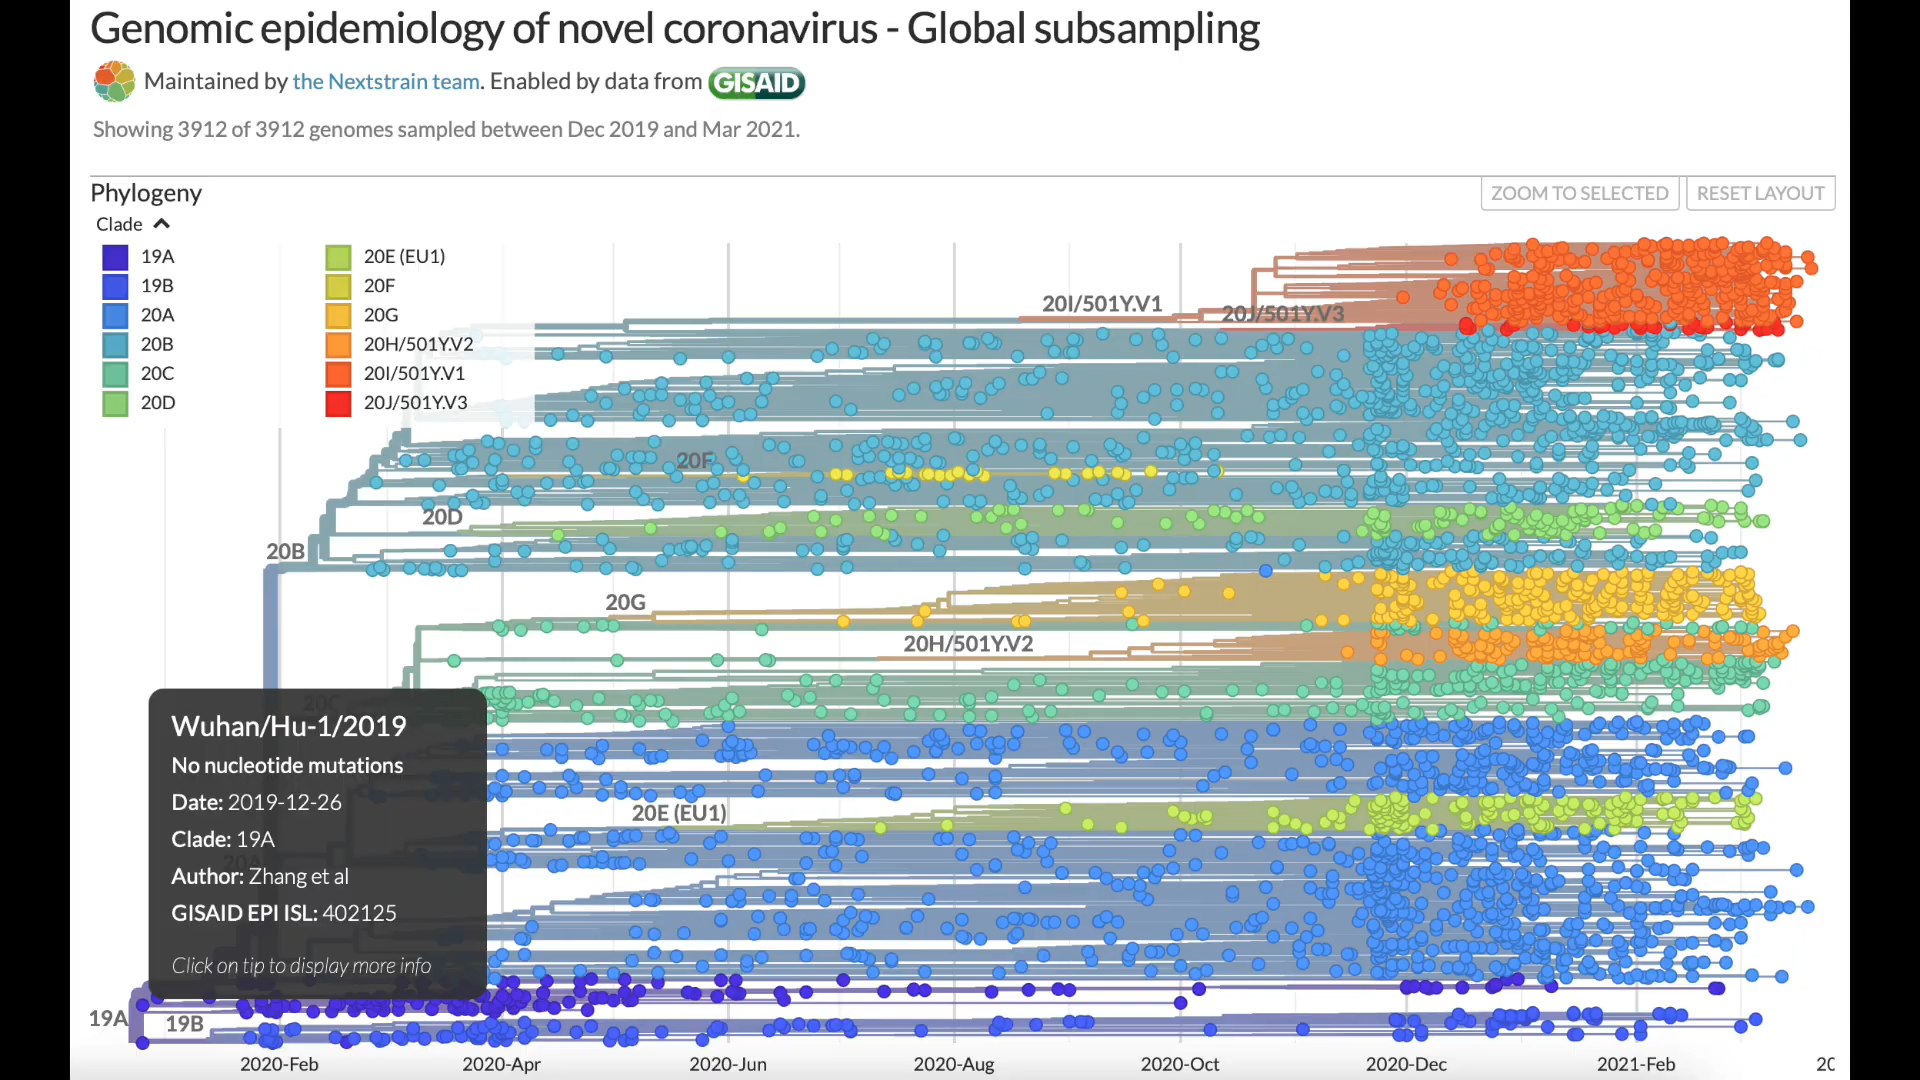 Genomic epidemiology of novel coronavirus - Global subsampling
Maintained by the Nextstrain team. Enabled by data from GISAID
Showing 3912 of 3912 genomes sampled between Dec 2019 and Mar 2021.
Phylogeny
ZOOM TO SELECTED
RESET LAYOUT
Clade
19A
19B
20A
20B
20C
20D
20E (EU1)
20F
20G
20H/501Y.V2
20I/501Y.V1
20J/501Y.V3
20I/501Y.V1
20J/501Y.V3
20F
20D
20B
20G
20H/501Y.V2
20C
20E (EU1)
20A
19A
19B
Wuhan/Hu-1/2019
No nucleotide mutations
Date: 2019-12-26
Clade: 19A
Author: Zhang et al
GISAID EPI ISL: 402125
Click on tip to display more info
2020-Feb
2020-Apr
2020-Jun
2020-Aug
2020-Oct
2020-Dec
2021-Feb